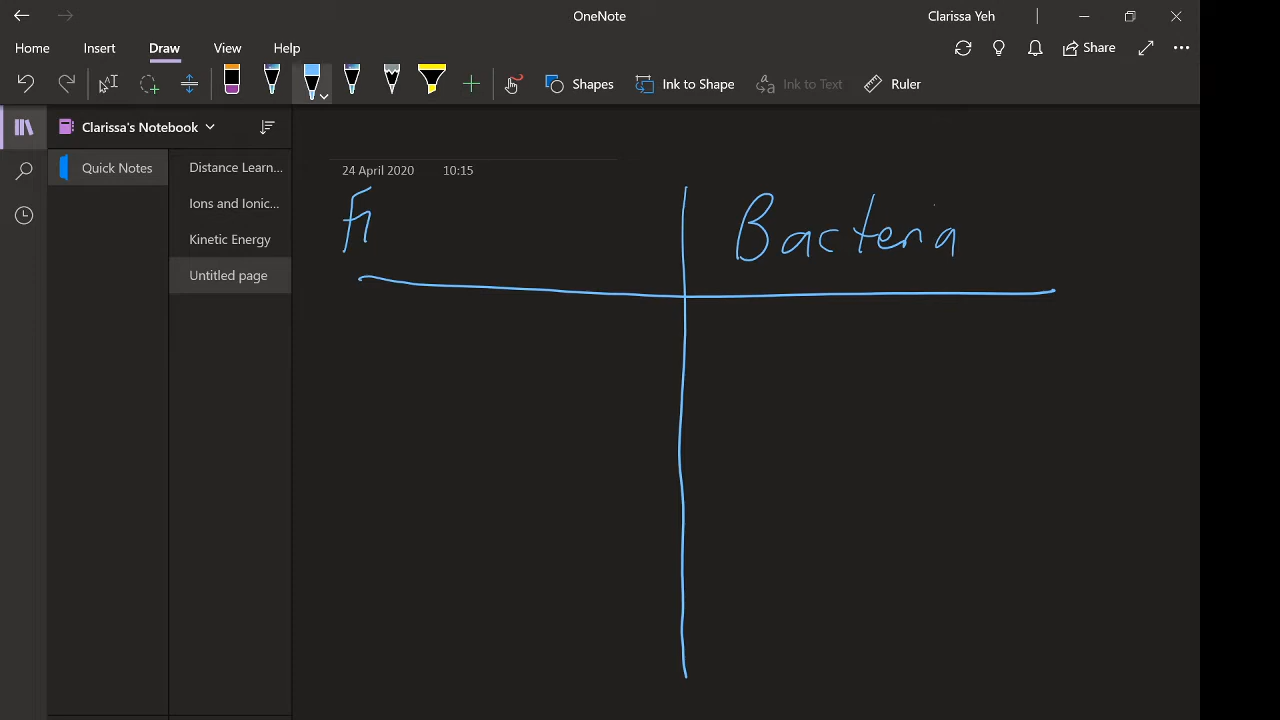 OneNote
Clarissa Yeh
Home Insert Draw View Help
Share
Shapes Ink to Shape Ink to Text Ruler
Clarissa's Notebook
Quick Notes
Distance Learn...
Ions and Ionic...
Kinetic Energy
Untitled page
24 April 2020 10:15
Bacteria